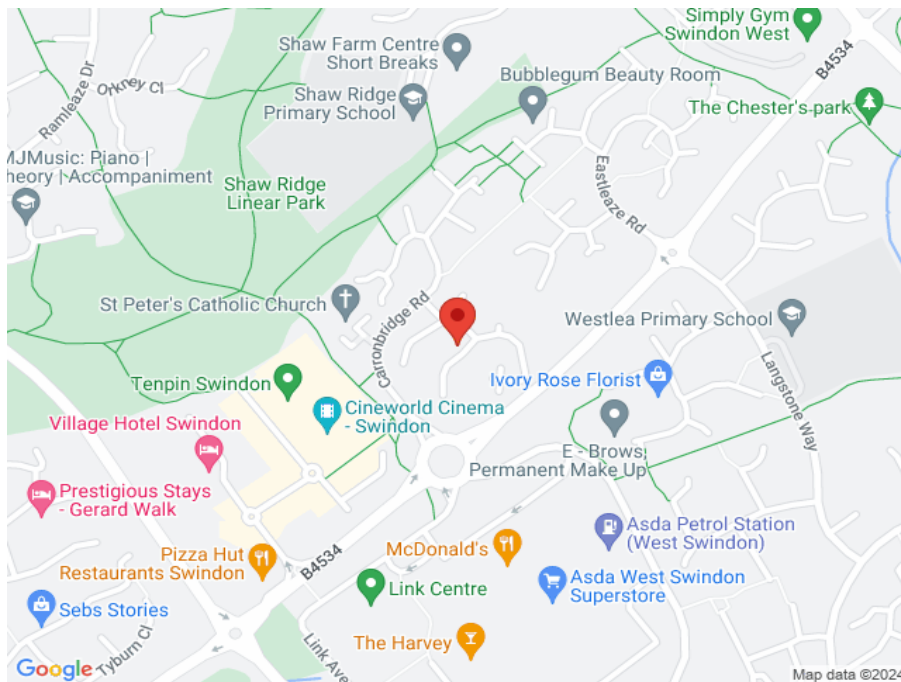 Simply Gym
Swindon West
B4534
Shaw Farm Centre
Short Breaks
Bubblegum Beauty Room
Ramleaze Dr
Orkney Cl
Shaw Ridge
Primary School
The Chester's park
MJMusic: Piano |
heory | Accompaniment
Shaw Ridge
Linear Park
Eastleaze Rd
St Peter's Catholic Church
Carronbridge Rd
Westlea Primary School
Langstone Way
Tenpin Swindon
Ivory Rose Florist
Cineworld Cinema
- Swindon
Village Hotel Swindon
E - Brows,
Permanent Make Up
Prestigious Stays
- Gerard Walk
Asda Petrol Station
(West Swindon)
McDonald's
Pizza Hut
Restaurants Swindon
B4534
Link Centre
Asda West Swindon
Superstore
Sebs Stories
The Harvey
Tyburn Cl
Link Ave
Google
Map data ©2024